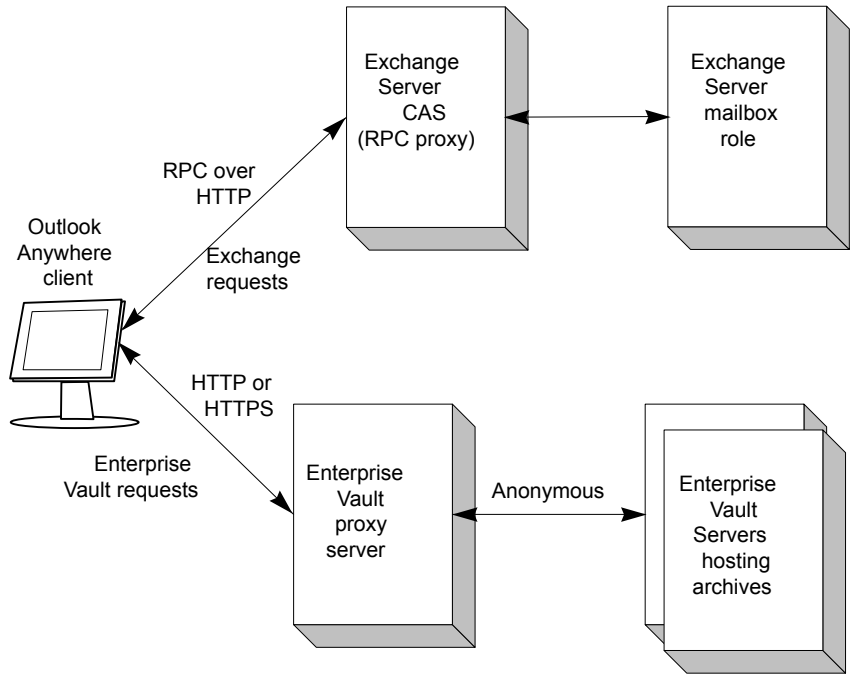 Exchange
Server
CAS
(RPC proxy)
Exchange
Server
mailbox
role
RPC over
HTTP
Exchange
requests
Outlook
Anywhere
client
HTTP or
HTTPS
Enterprise
Vault requests
Enterprise
Vault
proxy
server
Anonymous
Enterprise
Vault
Servers
hosting
archives